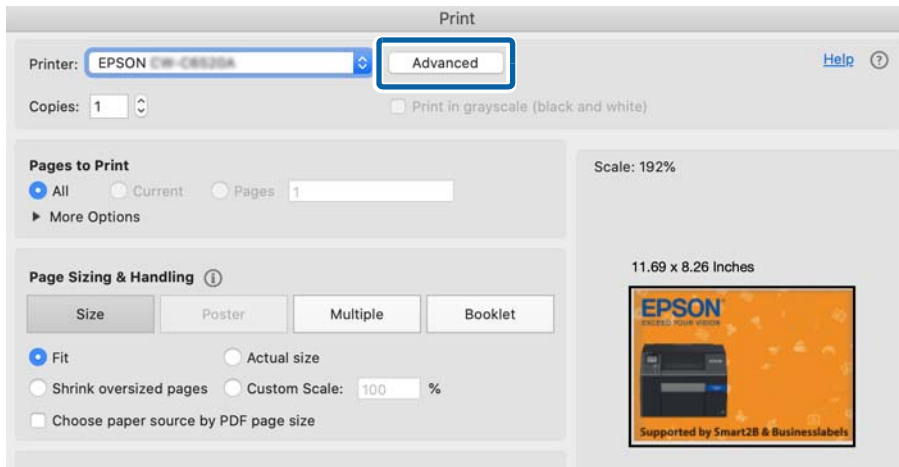 Print
Printer: EPSON Advanced Help ?
Copies: 1 Print in grayscale (black and white)
Pages to Print
All Current Pages 1
More Options
Scale: 192%
Page Sizing & Handling i
Size Poster Multiple Booklet
Fit Actual size
Shrink oversized pages Custom Scale: 100 %
Choose paper source by PDF page size
11.69 x 8.26 Inches
EPSON
EXCEED YOUR VISION
Supported by Smart2B & Businesslabels